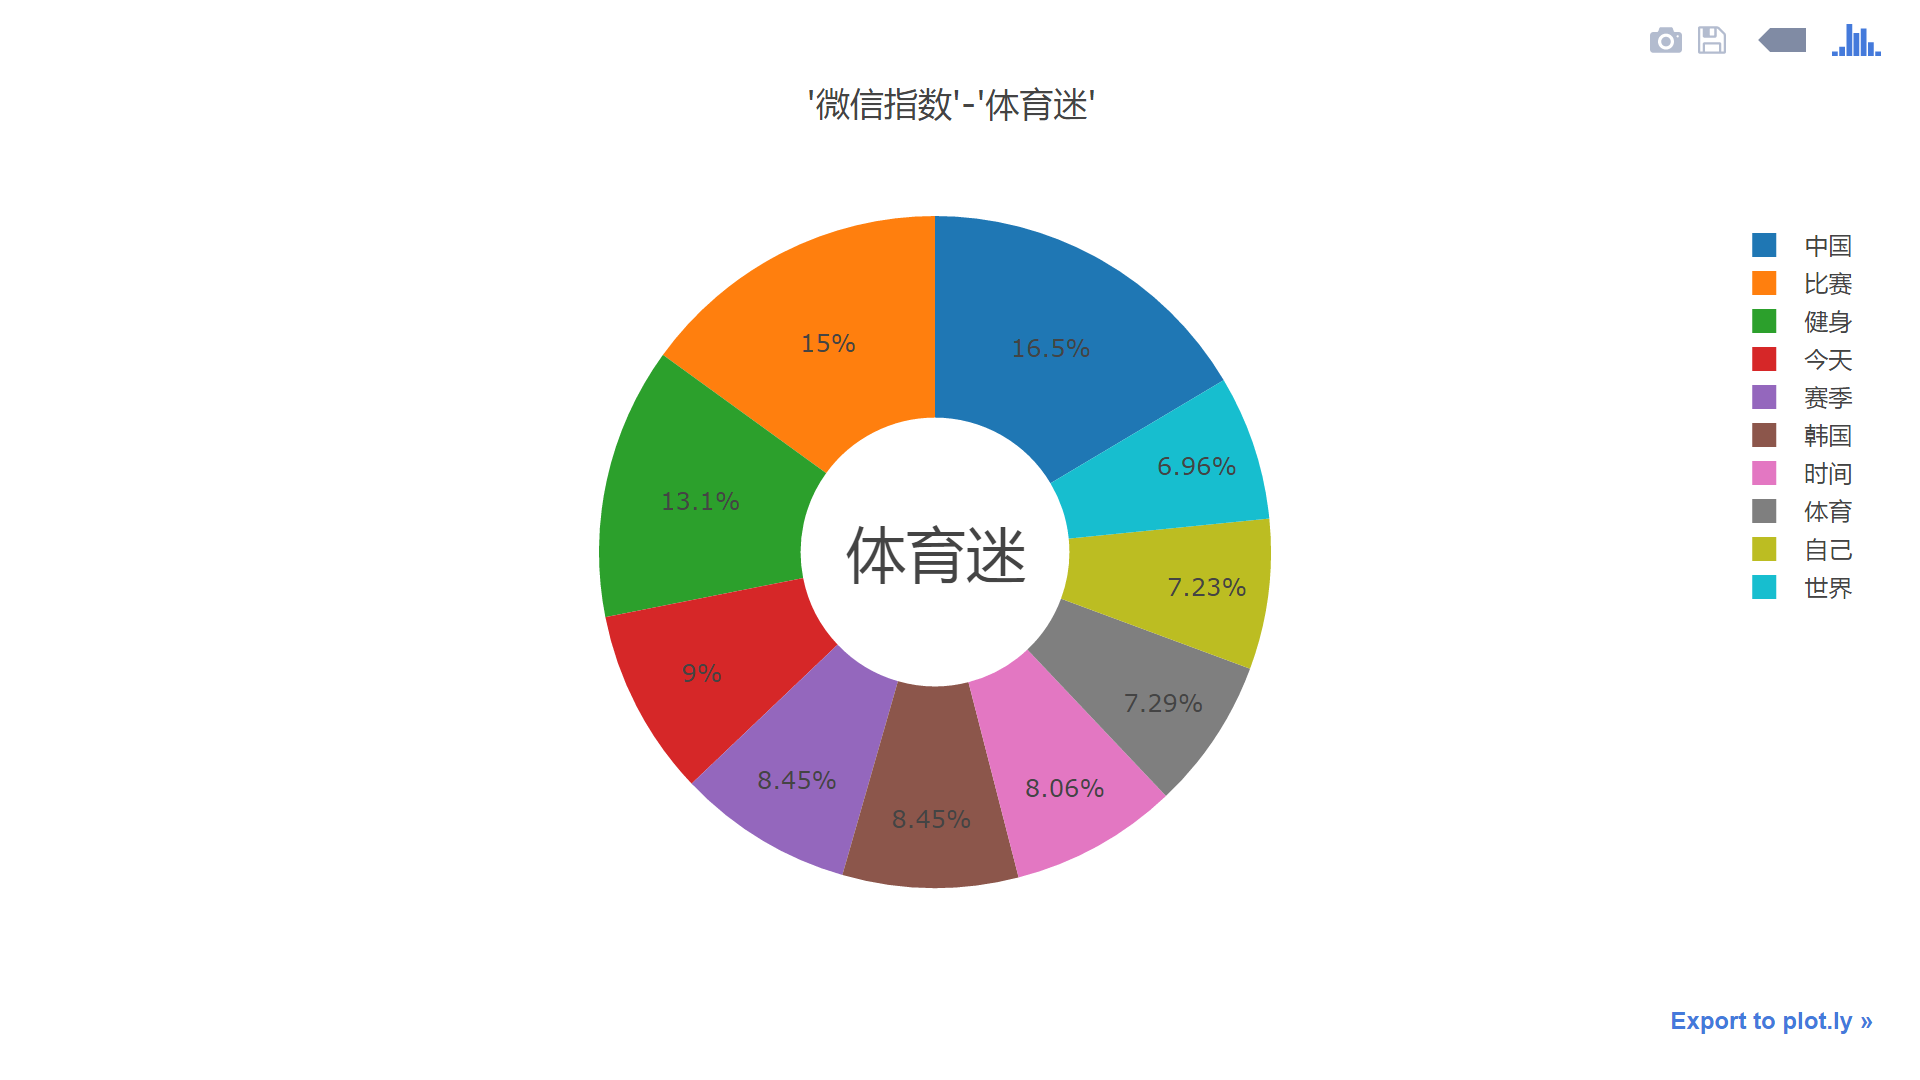 '微信指数'-'体育迷'
15%
16.5%
6.96%
13.1%
体育迷
7.23%
9%
7.29%
8.45%
8.45%
8.06%
中国
比赛
健身
今天
赛季
韩国
时间
体育
自己
世界
Export to plot.ly »